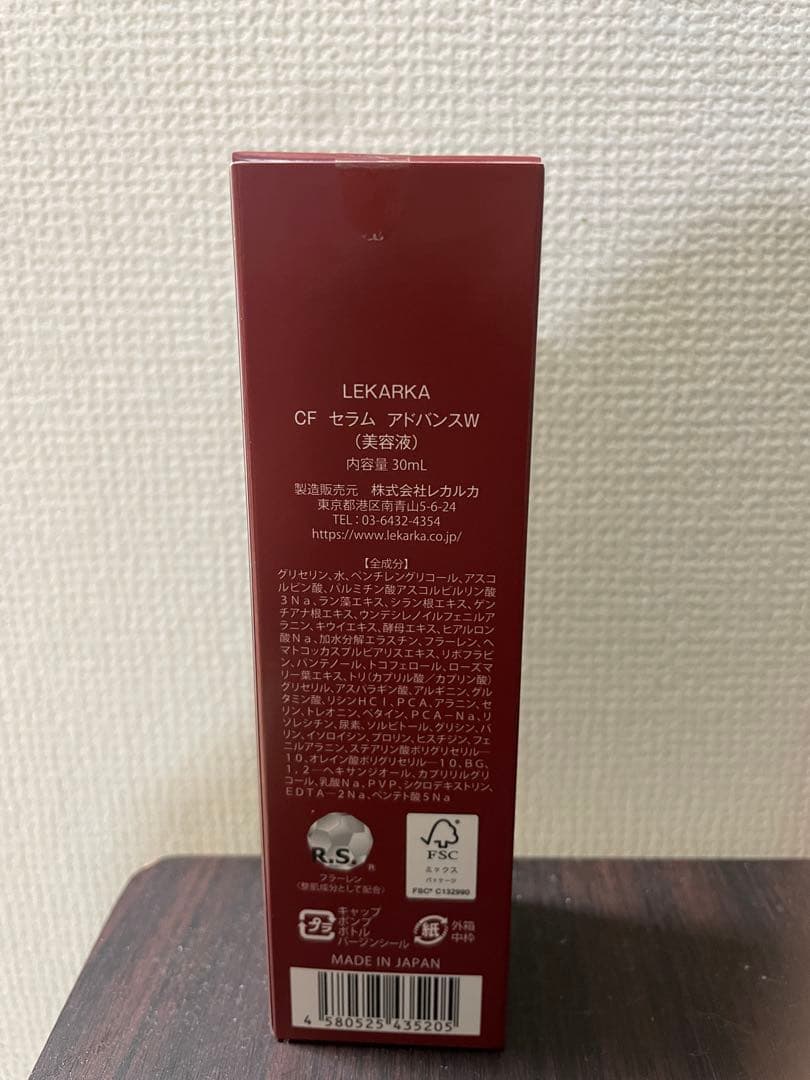 LEKARKA
CF セラム アドバンスW
（美容液）
内容量 30mL
製造販売元 株式会社レカルカ
東京都港区南青山5-6-24
TEL：03-6432-4354
https://www.lekarka.co.jp/
【全成分】
グリセリン、水、ペンチレングリコール、アスコ
ルビン酸、パルミチン酸アスコルビルリン酸
3Na、ラン藻エキス、シラン根エキス、ゲン
チアナ根エキス、ウンデシレノイルフェニルア
ラニン、キウイエキス、酵母エキス、ヒアルロン
酸Na、加水分解エラスチン、フラーレン、ヘ
マトコッカスプルビアリスエキス、リボフラビ
ン、パンテノール、トコフェロール、ローズマ
リー葉エキス、トリ（カプリル酸／カプリン酸）
グリセリル、アスパラギン酸、アルギニン、グル
タミン酸、リシンHCl、PCA、アラニン、セ
リン、トレオニン、ベタイン、PCA-Na、リ
ゾレシチン、尿素、ソルビトール、グリシン、バ
リン、イソロイシン、プロリン、ヒスチジン、フェ
ニルアラニン、ステアリン酸ポリグリセリル―
10、オレイン酸ポリグリセリル―10、BG、
1,2―ヘキサンジオール、カプリリルグリ
コール、乳酸Na、PVP、シクロデキストリン、
EDTA―2Na、ペンテト酸5Na
R.S. R
フラーレン
（整肌成分として配合）
FSC
ミックス
パッケージ
FSC® C132990
プラ
キャップ
ポンプ
ボトル
バージンシール
紙
外箱
中枠
MADE IN JAPAN
4 580525 435205